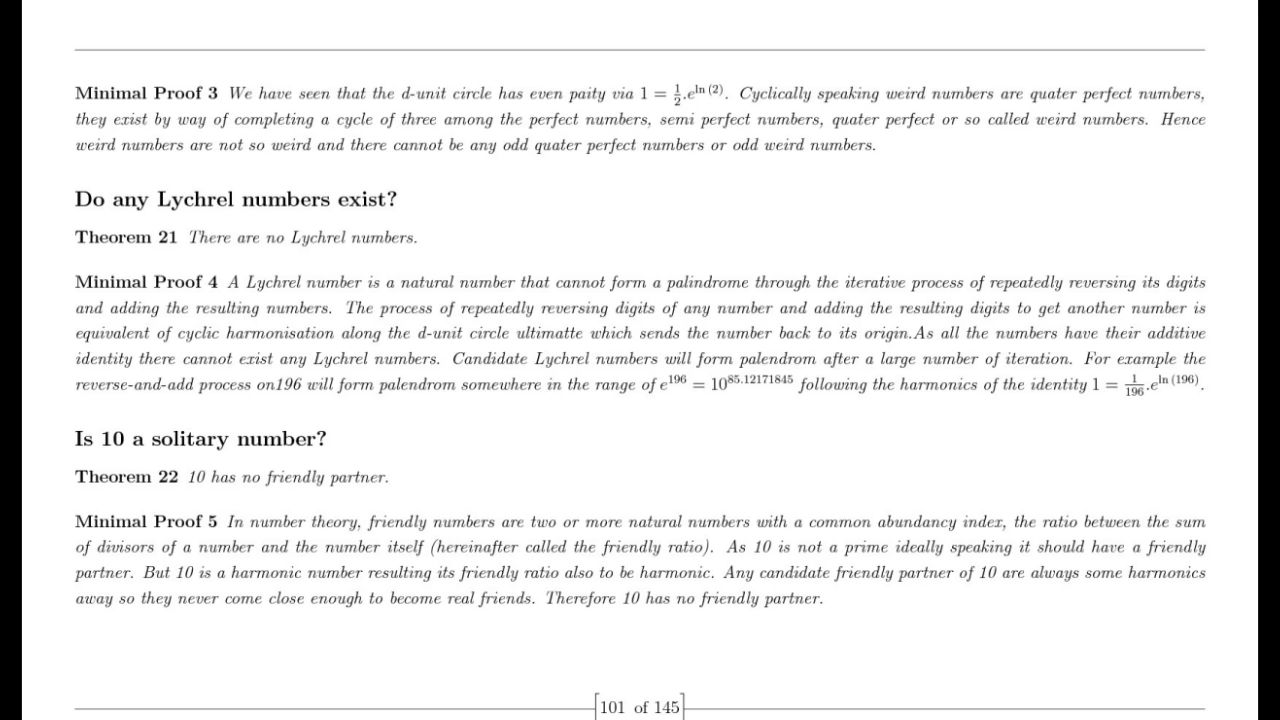 Minimal Proof 3 We have seen that the d-unit circle has even paity via 1 = 1/2.e^ln (2). Cyclically speaking weird numbers are quater perfect numbers,
they exist by way of completing a cycle of three among the perfect numbers, semi perfect numbers, quater perfect or so called weird numbers. Hence
weird numbers are not so weird and there cannot be any odd quater perfect numbers or odd weird numbers.
Do any Lychrel numbers exist?
Theorem 21 There are no Lychrel numbers.
Minimal Proof 4 A Lychrel number is a natural number that cannot form a palindrome through the iterative process of repeatedly reversing its digits
and adding the resulting numbers. The process of repeatedly reversing digits of any number and adding the resulting digits to get another number is
equivalent of cyclic harmonisation along the d-unit circle ultimatte which sends the number back to its origin.As all the numbers have their additive
identity there cannot exist any Lychrel numbers. Candidate Lychrel numbers will form palendrom after a large number of iteration. For example the
reverse-and-add process on196 will form palendrom somewhere in the range of e^196 = 10^85.12171845 following the harmonics of the identity 1 = 1/196.e^ln (196).
Is 10 a solitary number?
Theorem 22 10 has no friendly partner.
Minimal Proof 5 In number theory, friendly numbers are two or more natural numbers with a common abundancy index, the ratio between the sum
of divisors of a number and the number itself (hereinafter called the friendly ratio). As 10 is not a prime ideally speaking it should have a friendly
partner. But 10 is a harmonic number resulting its friendly ratio also to be harmonic. Any candidate friendly partner of 10 are always some harmonics
away so they never come close enough to become real friends. Therefore 10 has no friendly partner.
101 of 145